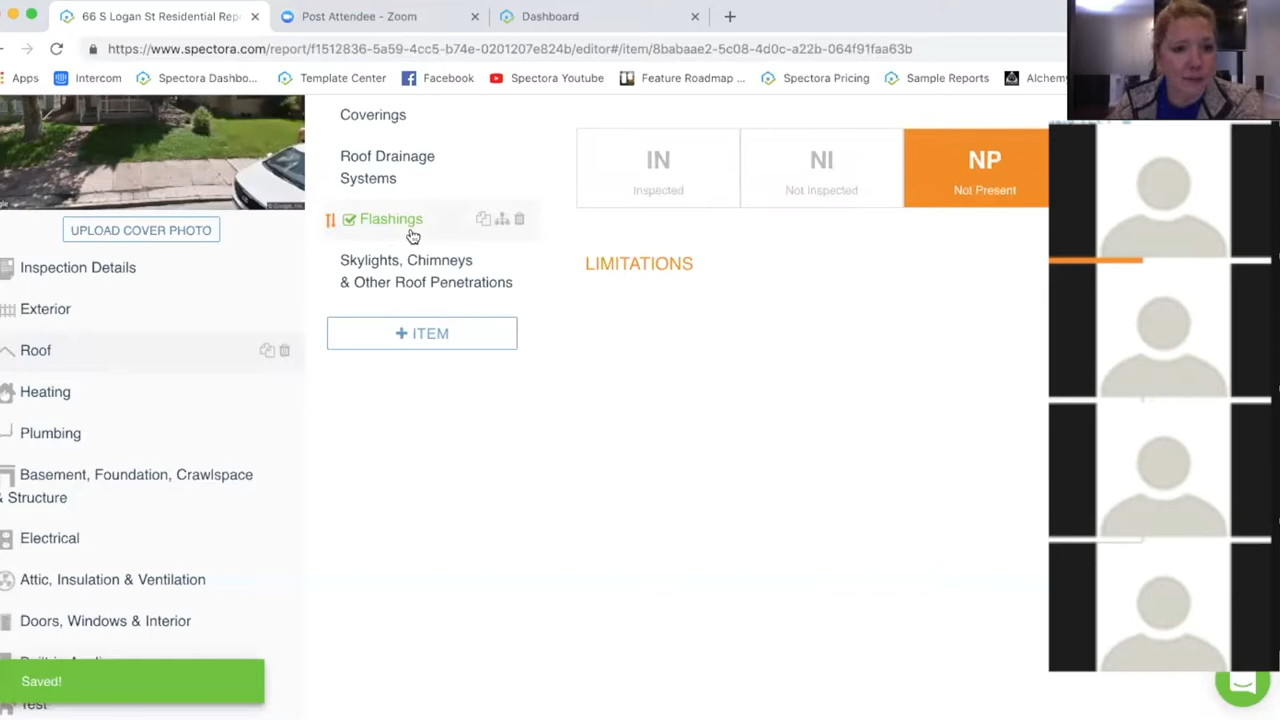 66 S Logan St Residential Rep
Post Attendee - Zoom
Dashboard
https://www.spectora.com/report/f1512836-5a59-4cc5-b74e-0201207e824b/editor#/item/8babaae2-5c08-4d0c-a22b-064f91faa63b
Apps
Intercom
Spectora Dashbo...
Template Center
Facebook
Spectora Youtube
Feature Roadmap ...
Spectora Pricing
Sample Reports
Alchem
UPLOAD COVER PHOTO
Inspection Details
Exterior
Roof
Heating
Plumbing
Basement, Foundation, Crawlspace
& Structure
Electrical
Attic, Insulation & Ventilation
Doors, Windows & Interior
Saved!
Test
Coverings
Roof Drainage
Systems
Flashings
Skylights, Chimneys
& Other Roof Penetrations
+ ITEM
IN
Inspected
NI
Not Inspected
NP
Not Present
LIMITATIONS